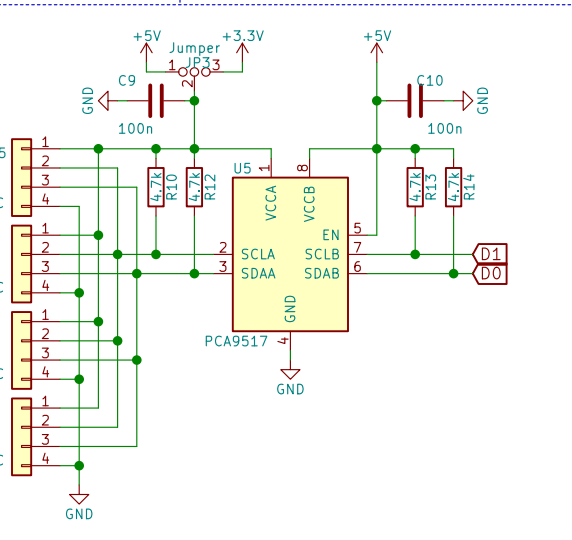 +5V
Jumper
+3.3V
JP3
1
3
2
+5V
C9
GND
100n
C10
GND
100n
1
2
3
4
4.7k
R10
4.7k
R12
U5
1
8
VCCA
VCCB
4.7k
R13
4.7k
R14
EN
5
2
SCLA
SCLB
7
D1
3
SDAA
SDAB
6
D0
GND
4
PCA9517
GND
1
2
3
4
1
2
3
4
1
2
3
4
GND